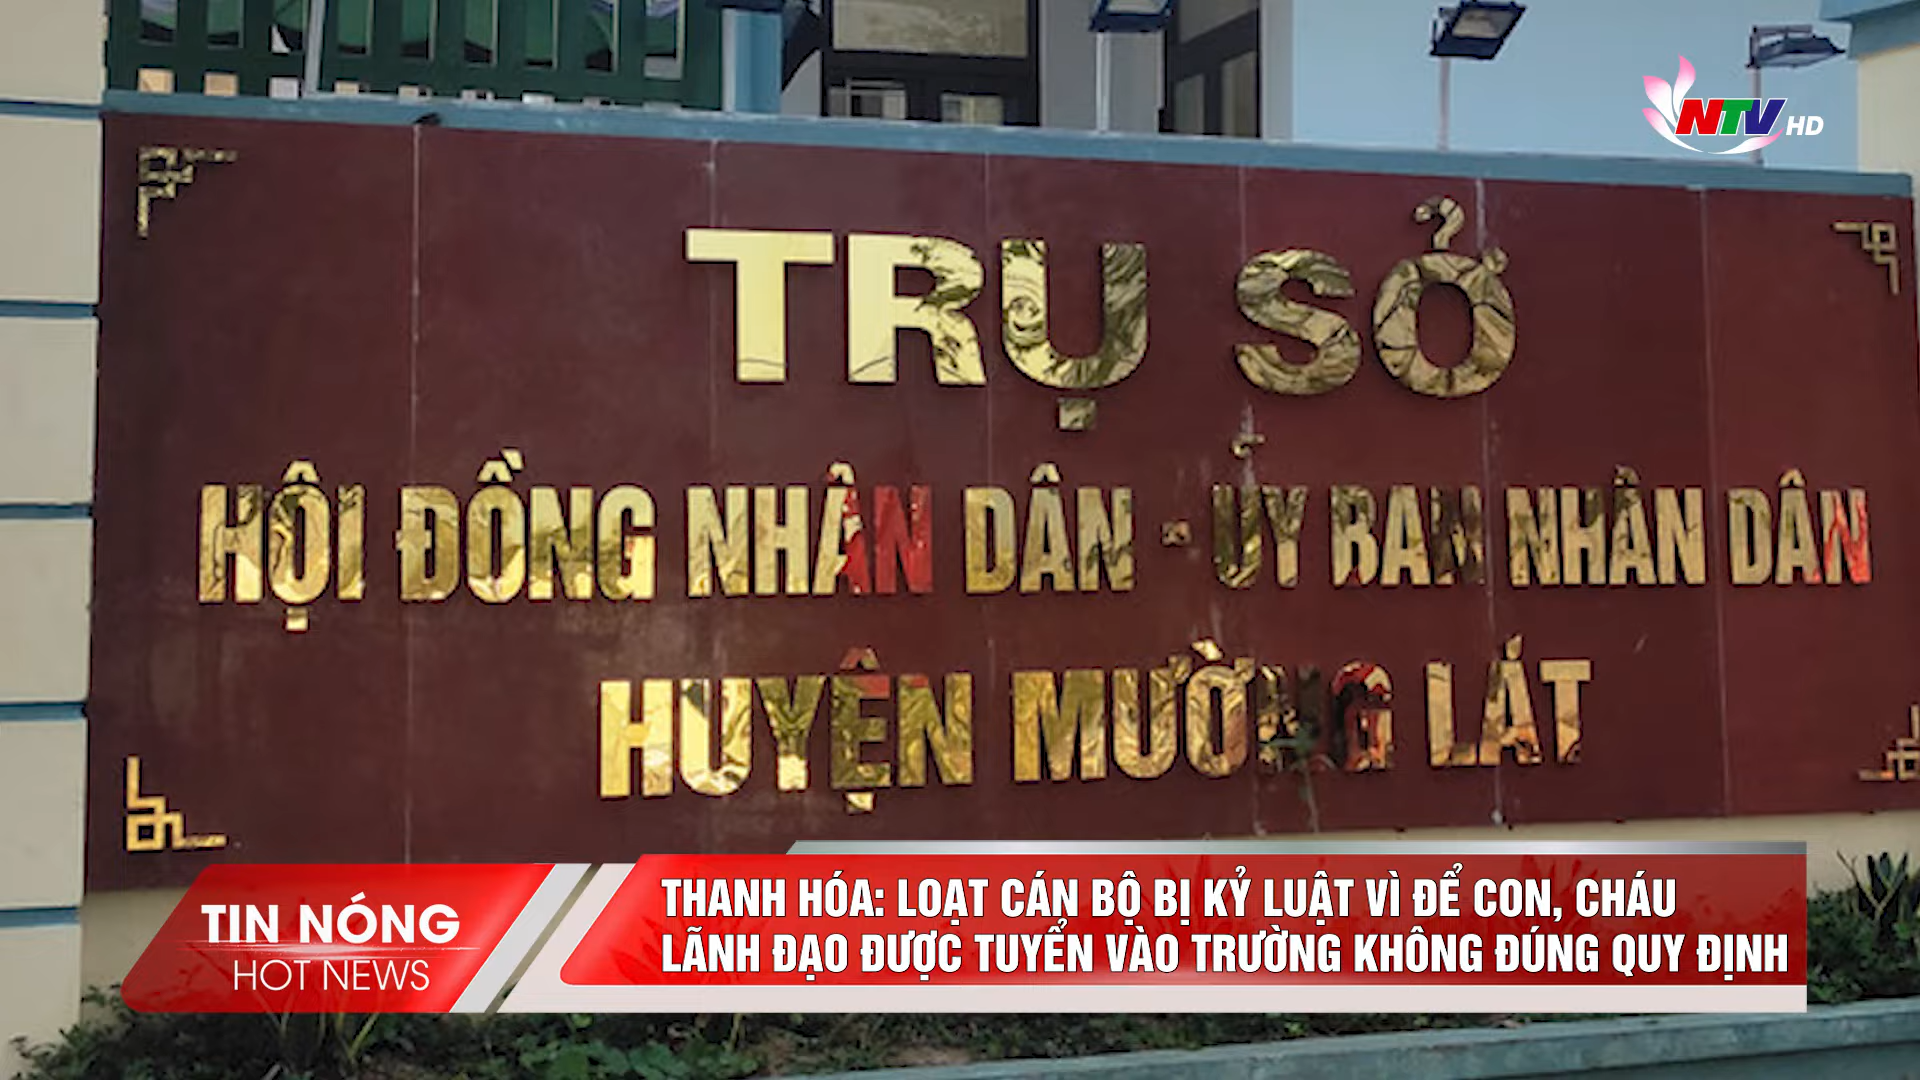 NTV HD
TRỤ SỞ
HỘI ĐỒNG NHÂN DÂN - ỦY BAN NHÂN DÂN
HUYỆN MƯỜNG LÁT
TIN NÓNG
HOT NEWS
THANH HÓA: LOẠT CÁN BỘ BỊ KỶ LUẬT VÌ ĐỂ CON, CHÁU
LÃNH ĐẠO ĐƯỢC TUYỂN VÀO TRƯỜNG KHÔNG ĐÚNG QUY ĐỊNH